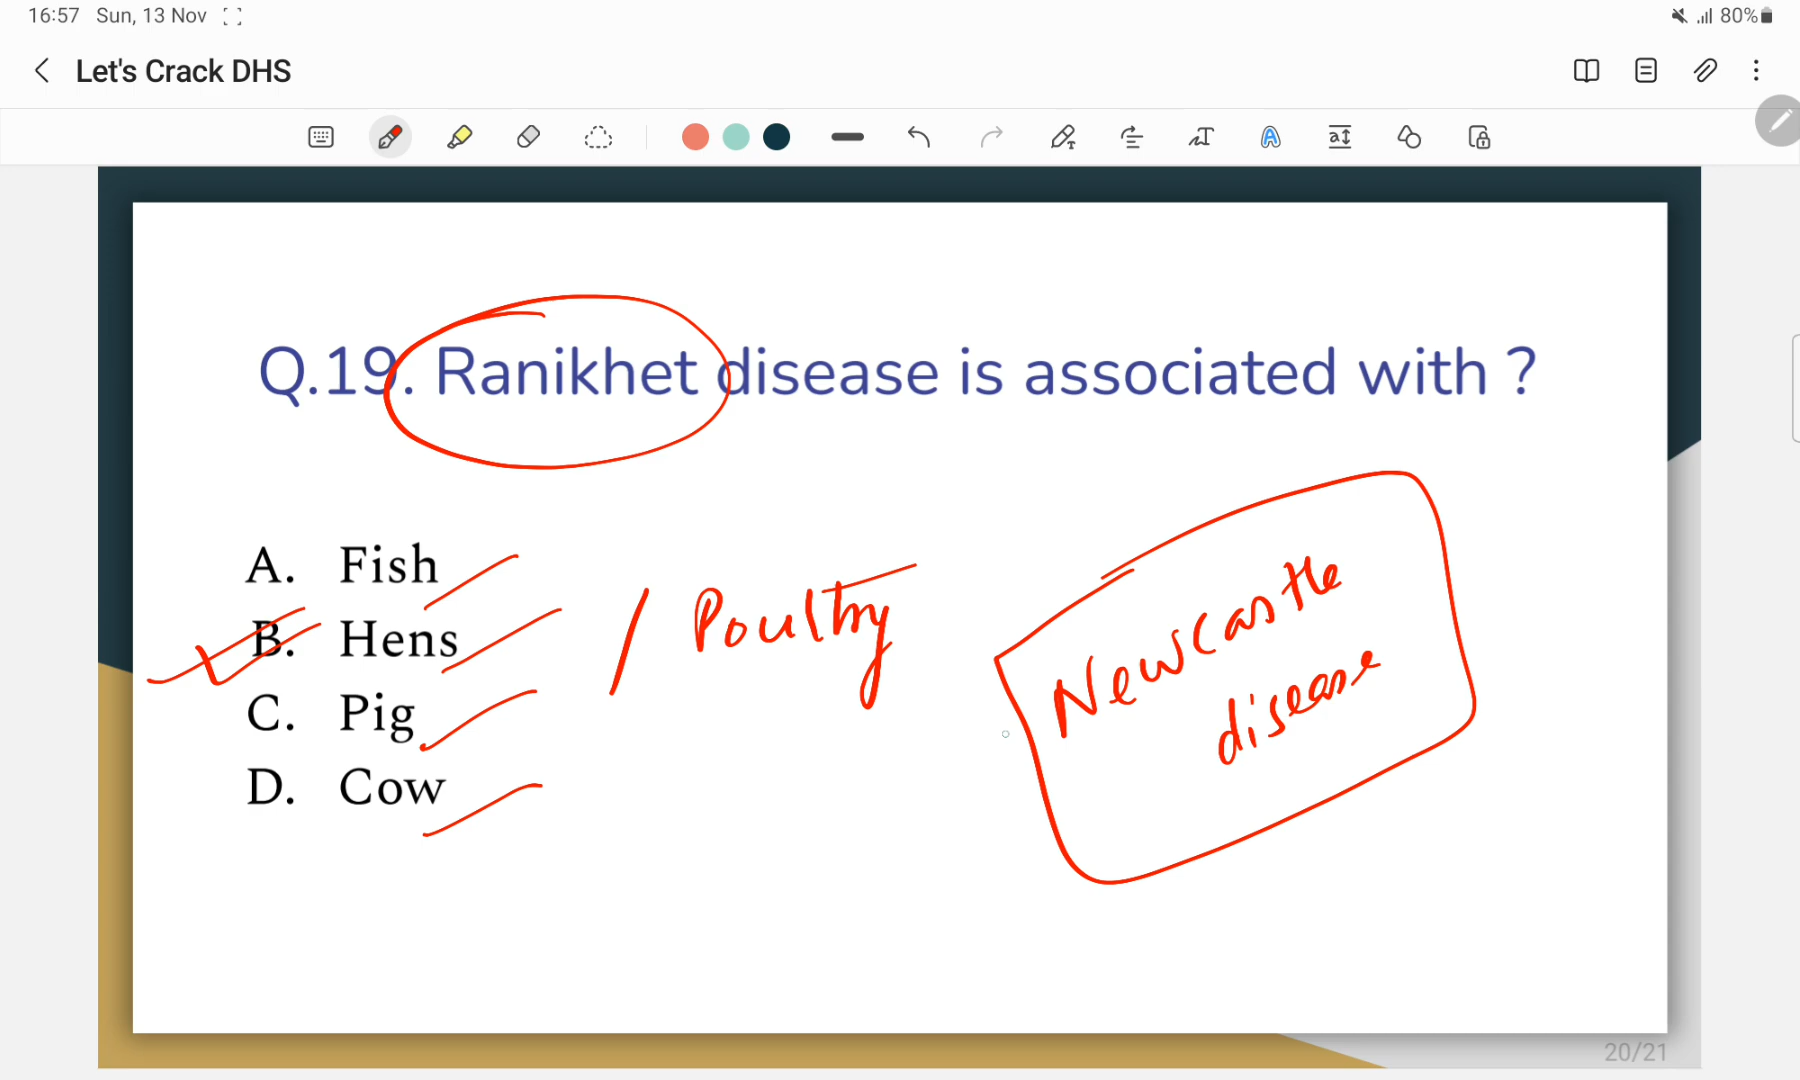 16:57 Sun, 13 Nov
80%
Let's Crack DHS
Q.19. Ranikhet disease is associated with ?
A. Fish
B. Hens / Poultry
C. Pig
D. Cow
Newcastle
disease
20/21